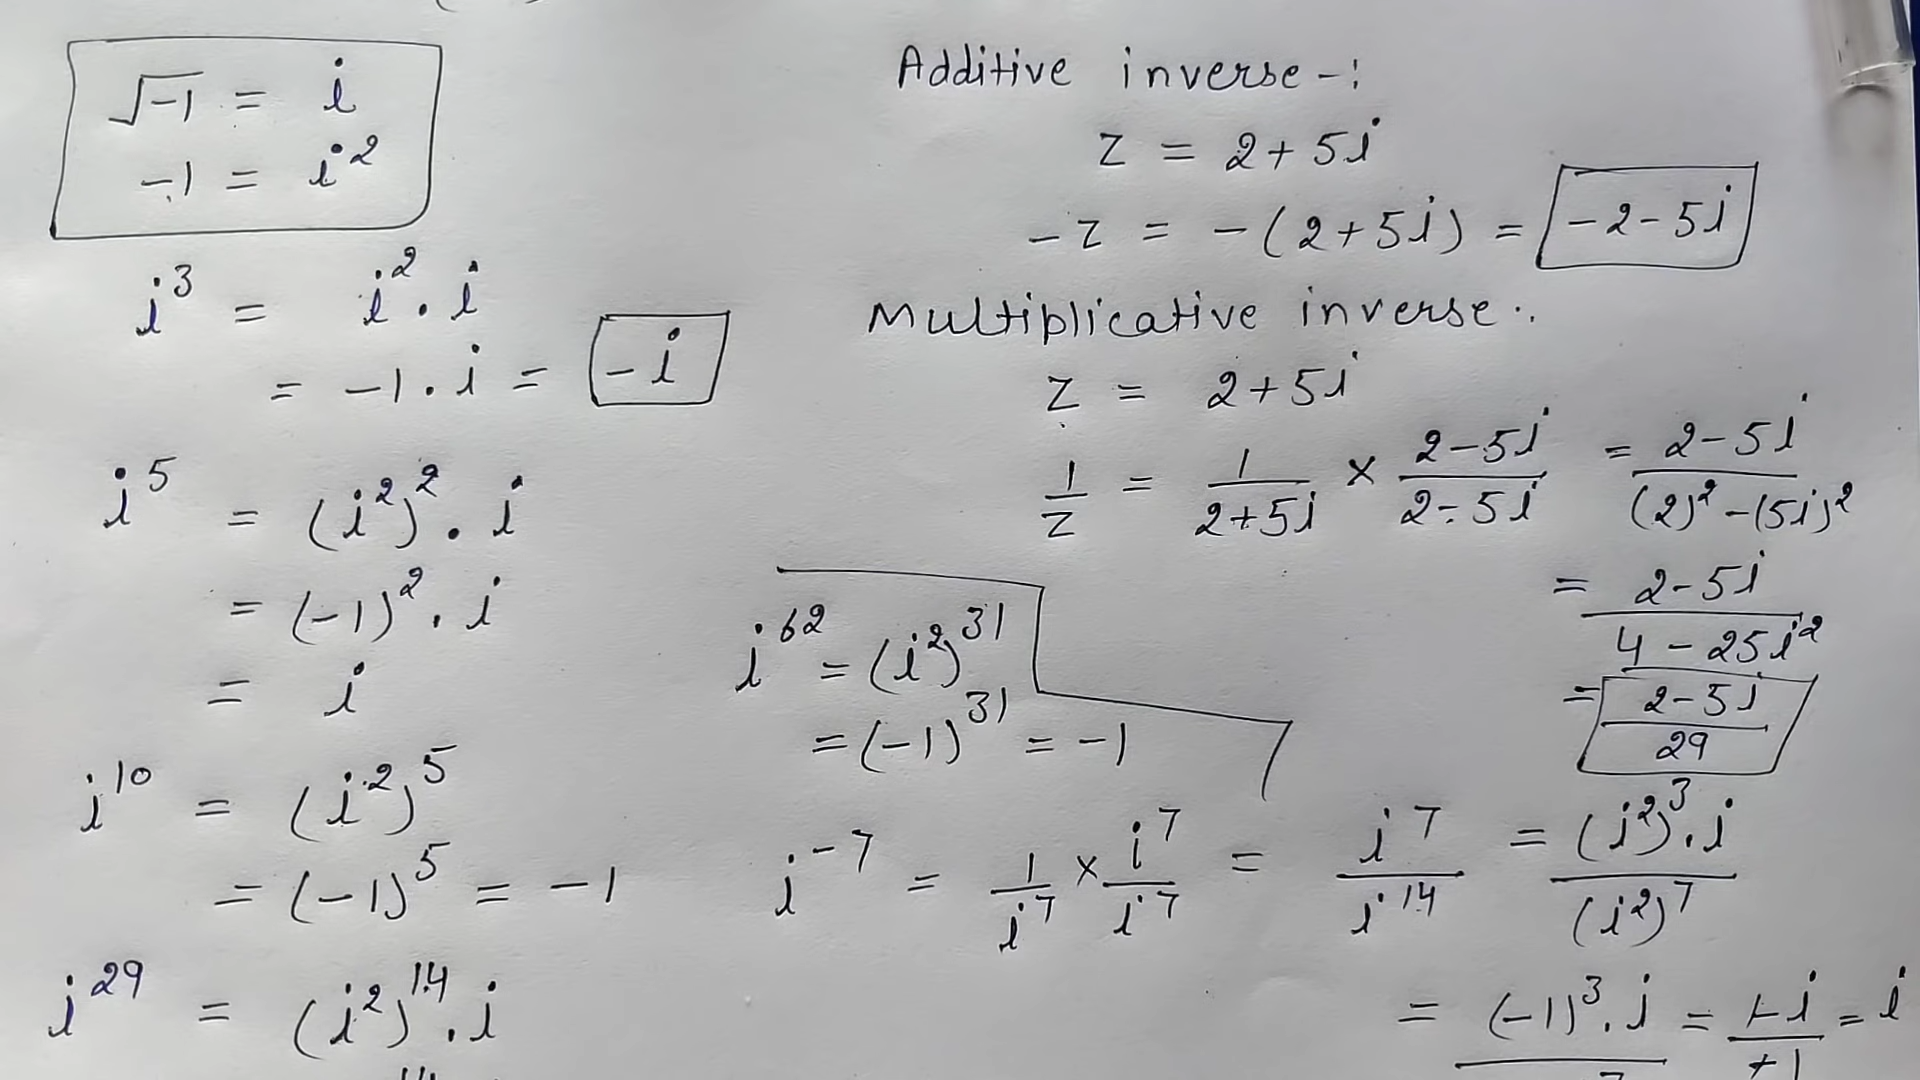 √-1 = i
-1 = i²
i³ = i² . i
= -1 . i = -i
i⁵ = (i²)² . i
= (-1)² . i
= i
i¹⁰ = (i²)⁵
= (-1)⁵ = -1
i²⁹ = (i²)¹⁴ . i
Additive inverse -:
z = 2+5i
-z = -(2+5i) = -2-5i
Multiplicative inverse :.
z = 2+5i
1/z = 1/(2+5i) × (2-5i)/(2-5i) = (2-5i)/((2)²-(5i)²)
= (2-5i)/(4-25i²)
= (2-5i)/29
i⁶² = (i²)³¹
= (-1)³¹ = -1
i⁻⁷ = 1/i⁷ × i⁷/i⁷ = i⁷/i¹⁴ = (i²)³.i/(i²)⁷
= (-1)³.i = +i/+1 = i